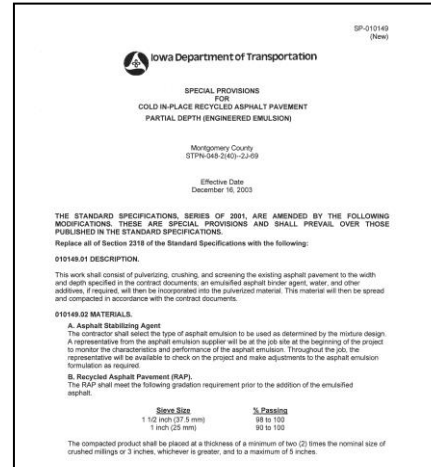 SP-010149
(New)
Iowa Department of Transportation
SPECIAL PROVISIONS
FOR
COLD IN-PLACE RECYCLED ASPHALT PAVEMENT
PARTIAL DEPTH (ENGINEERED EMULSION)
Montgomery County
STPN-048-2(40)--2J-69
Effective Date
December 16, 2003
THE STANDARD SPECIFICATIONS, SERIES OF 2001, ARE AMENDED BY THE FOLLOWING
MODIFICATIONS. THESE ARE SPECIAL PROVISIONS AND SHALL PREVAIL OVER THOSE
PUBLISHED IN THE STANDARD SPECIFICATIONS.
Replace all of Section 2318 of the Standard Specifications with the following:
010149.01 DESCRIPTION.
This work shall consist of pulverizing, crushing, and screening the existing asphalt pavement to the width
and depth specified in the contract documents, an emulsified asphalt binder agent, water, and other
additives, if required, will then be incorporated into the pulverized material. This material will then be spread
and compacted in accordance with the contract documents.
010149.02 MATERIALS.
A. Asphalt Stabilizing Agent
The contractor shall select the type of asphalt emulsion to be used as determined by the mixture design.
A representative from the asphalt emulsion supplier will be at the job site at the beginning of the project
to monitor the characteristics and performance of the asphalt emulsion. Throughout the job, the
representative will be available to check on the project and make adjustments to the asphalt emulsion
formulation as required.
B. Recycled Asphalt Pavement (RAP).
The RAP shall meet the following gradation requirement prior to the addition of the emulsified
asphalt.
Sieve Size % Passing
1 1/2 inch (37.5 mm) 98 to 100
1 inch (25 mm) 90 to 100
The compacted product shall be placed at a thickness of a minimum of two (2) times the nominal size of
crushed millings or 3 inches, whichever is greater, and to a maximum of 5 inches.